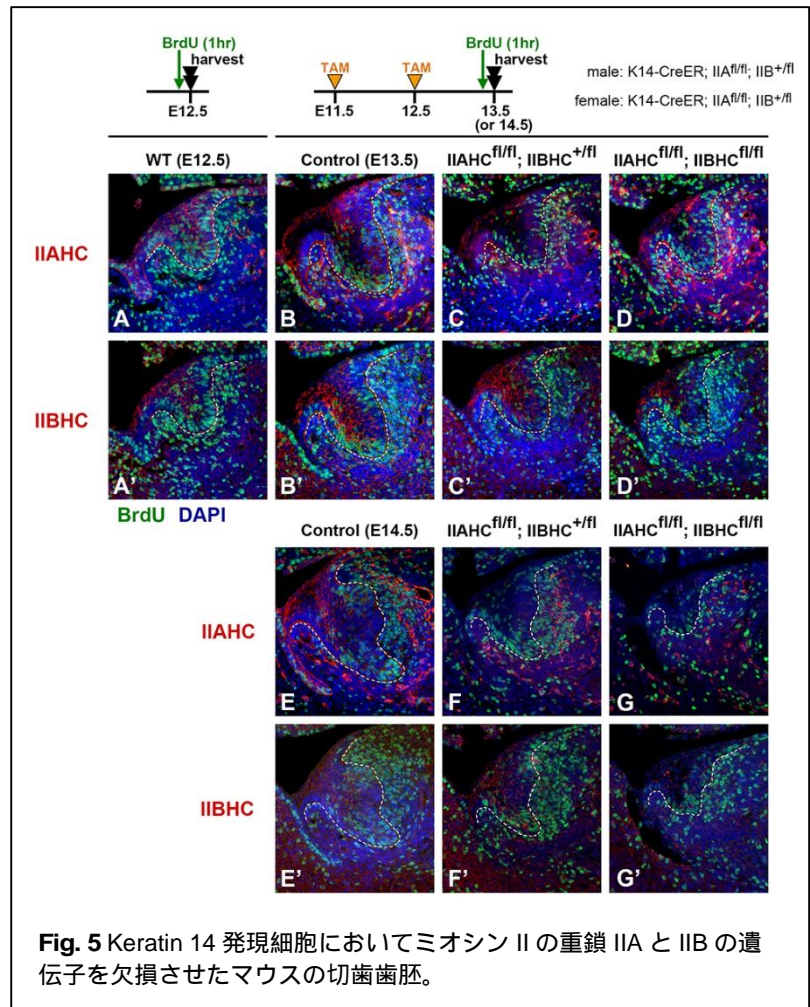 BrdU (1hr)
harvest
E12.5
TAM
TAM
BrdU (1hr)
harvest
E11.5
12.5
13.5
(or 14.5)
male: K14-CreER; IIAfl/fl; IIB+/fl
female: K14-CreER; IIAfl/fl; IIB+/fl
WT (E12.5)
Control (E13.5)
IIAHCfl/fl; IIBHC+/fl
IIAHCfl/fl; IIBHCfl/fl
IIAHC
A
B
C
D
IIBHC
A'
B'
C'
D'
BrdU DAPI
Control (E14.5)
IIAHCfl/fl; IIBHC+/fl
IIAHCfl/fl; IIBHCfl/fl
IIAHC
E
F
G
IIBHC
E'
F'
G'
Fig. 5 Keratin 14 発現細胞においてミオシン II の重鎖 IIA と IIB の遺
伝子を欠損させたマウスの切歯歯胚。